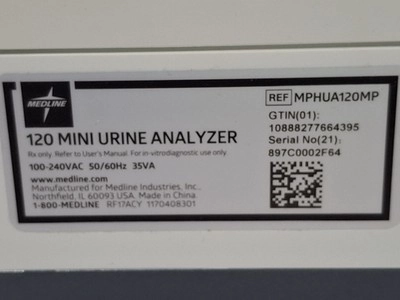 MEDLINE
120 MINI URINE ANALYZER
Rx only. Refer to User's Manual. For in-vitrodiagnostic use only.
100-240VAC 50/60Hz 35VA
www.medline.com
Manufactured for Medline Industries, Inc.,
Northfield, IL 60093 USA. Made in China.
1-800-MEDLINE RF17ACY 1170408301
REF MPHUA120MP
GTIN(01):
10888277664395
Serial No(21):
897C0002F64